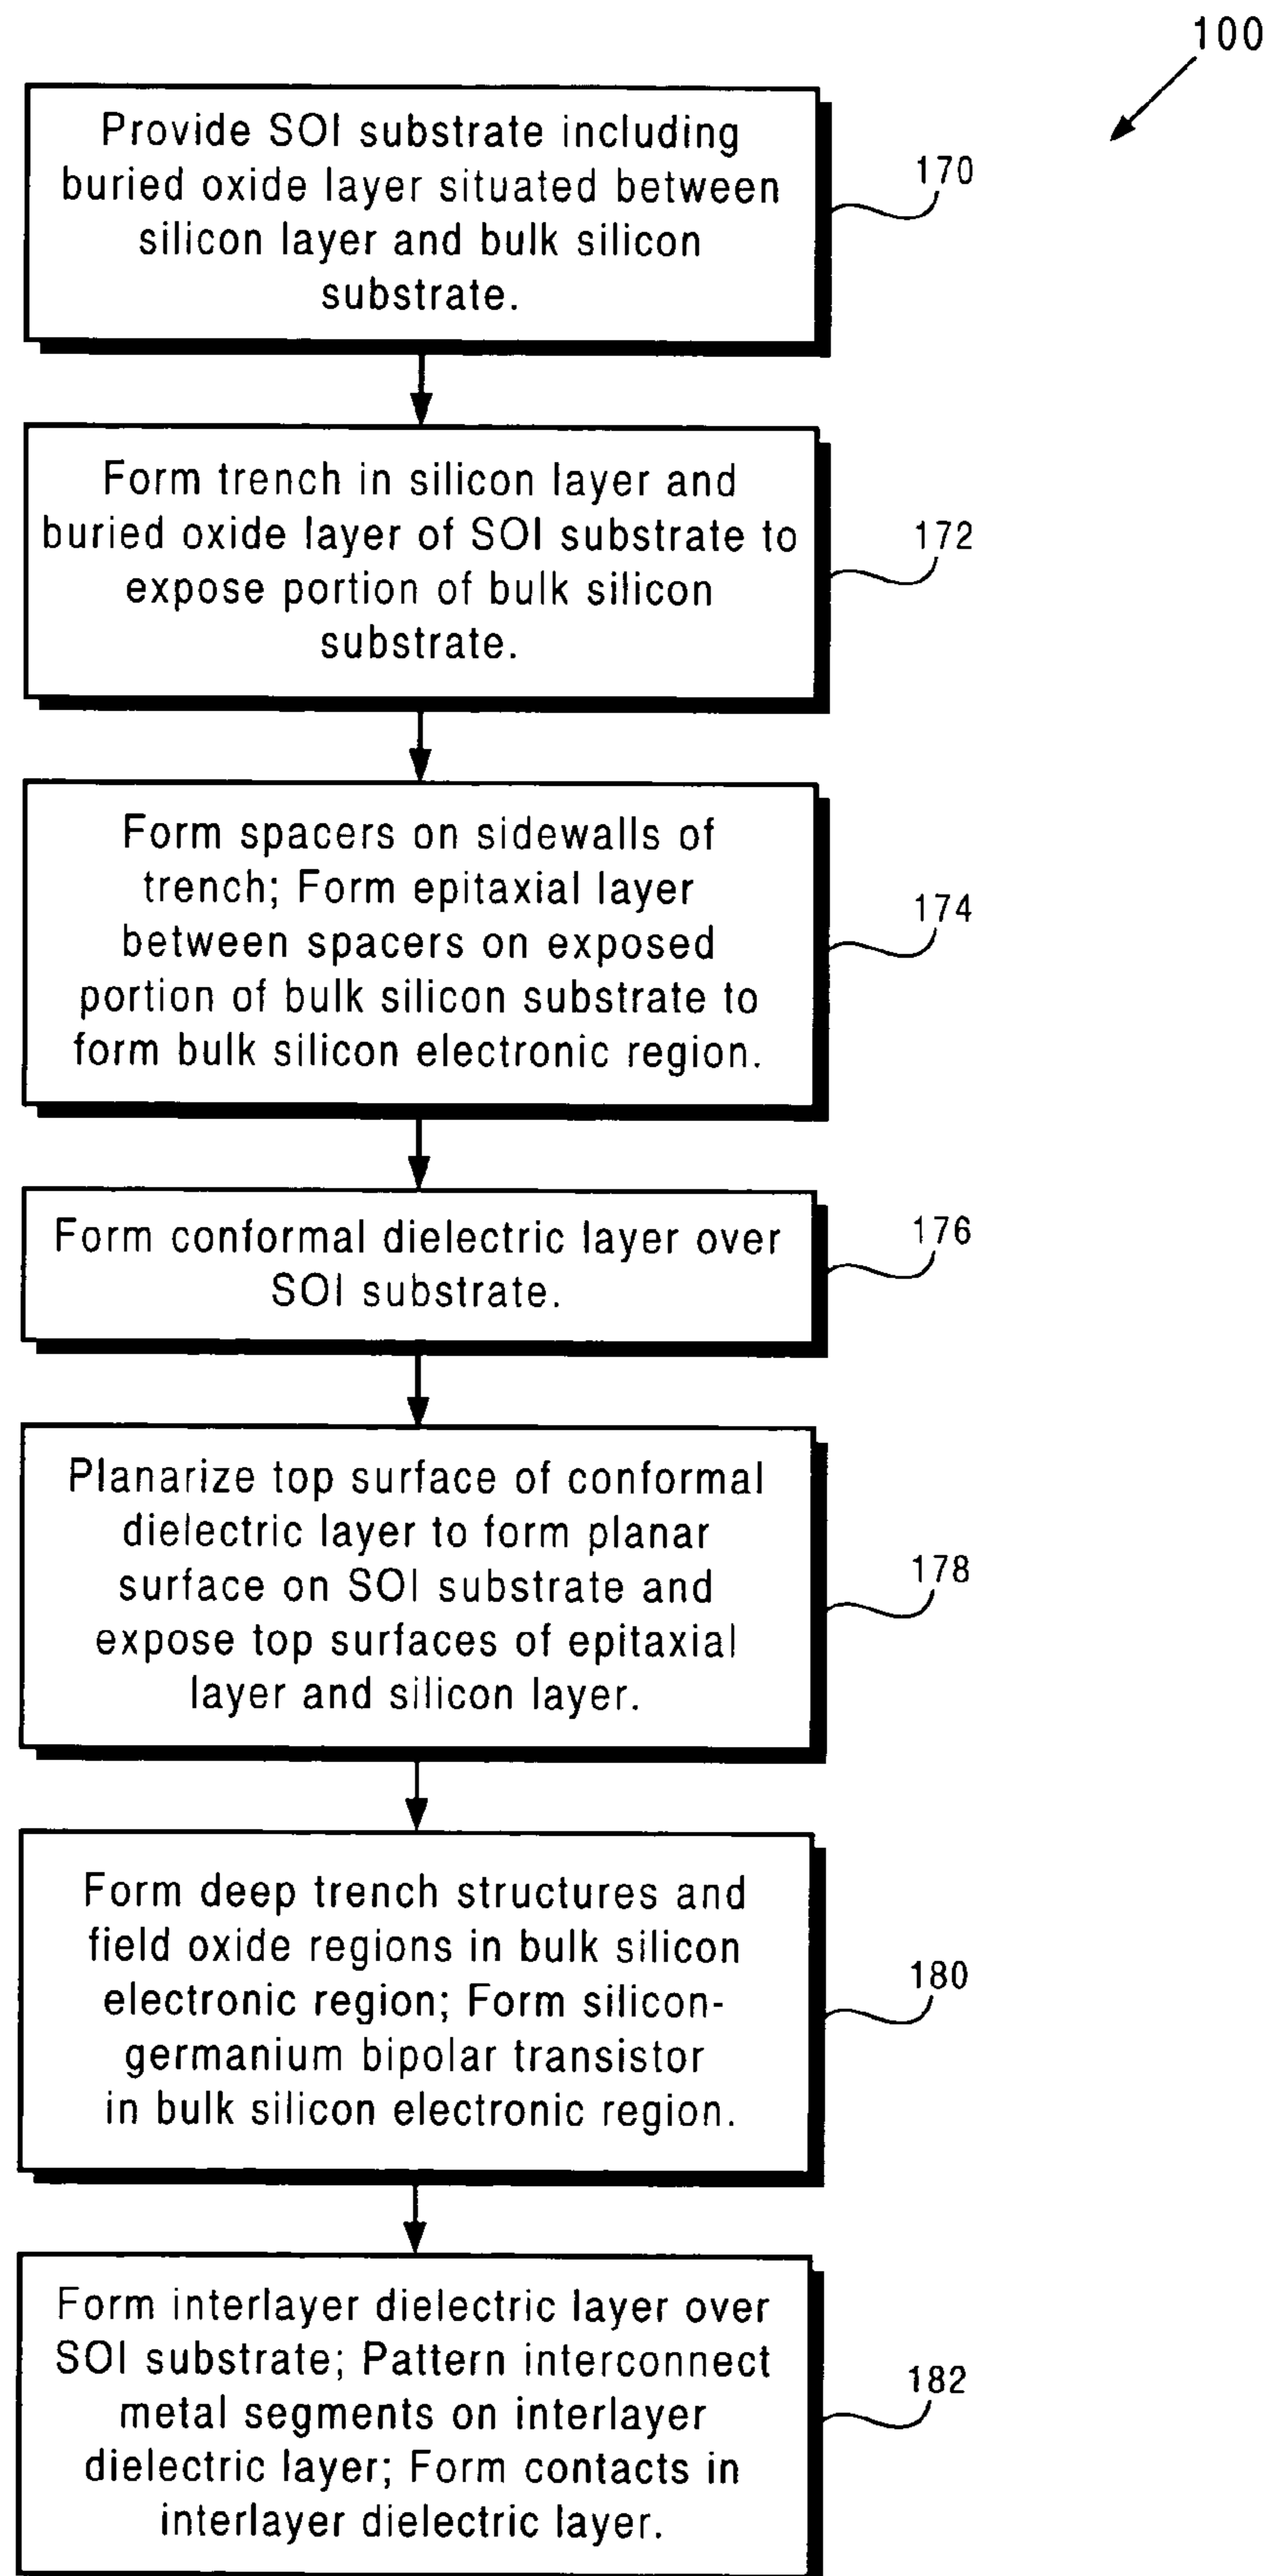 100
Provide SOI substrate including
buried oxide layer situated between
silicon layer and bulk silicon
substrate.
170
Form trench in silicon layer and
buried oxide layer of SOI substrate to
expose portion of bulk silicon
substrate.
172
Form spacers on sidewalls of
trench; Form epitaxial layer
between spacers on exposed
portion of bulk silicon substrate to
form bulk silicon electronic region.
174
Form conformal dielectric layer over
SOI substrate.
176
Planarize top surface of conformal
dielectric layer to form planar
surface on SOI substrate and
expose top surfaces of epitaxial
layer and silicon layer.
178
Form deep trench structures and
field oxide regions in bulk silicon
electronic region; Form silicon-
germanium bipolar transistor
in bulk silicon electronic region.
180
Form interlayer dielectric layer over
SOI substrate; Pattern interconnect
metal segments on interlayer
dielectric layer; Form contacts in
interlayer dielectric layer.
182